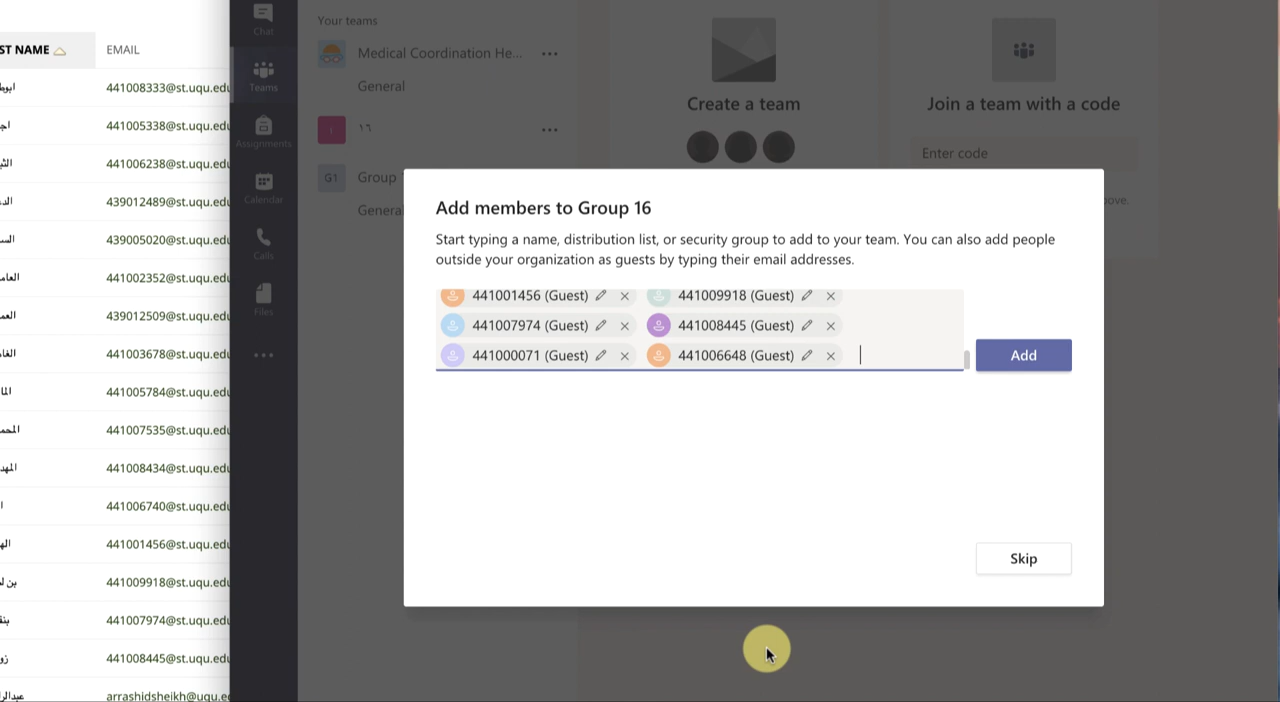 ST NAME
EMAIL
441008333@st.uqu.edu
441005338@st.uqu.edu
441006238@st.uqu.edu
439012489@st.uqu.edu
439005020@st.uqu.edu
441002352@st.uqu.edu
439012509@st.uqu.edu
441003678@st.uqu.edu
441005784@st.uqu.edu
441007535@st.uqu.edu
441008434@st.uqu.edu
441006740@st.uqu.edu
441001456@st.uqu.edu
بن
441009918@st.uqu.edu
441007974@st.uqu.edu
441008445@st.uqu.edu
arrashidsheikh@uqu.e
Chat
Teams
Assignments
Calendar
Calls
Files
Your teams
Medical Coordination He...
General
١٦
G1 Group
General
Create a team
Join a team with a code
Enter code
Add members to Group 16
Start typing a name, distribution list, or security group to add to your team. You can also add people
outside your organization as guests by typing their email addresses.
441001456 (Guest) 441009918 (Guest)
441007974 (Guest) 441008445 (Guest)
441000071 (Guest) 441006648 (Guest)
Add
Skip